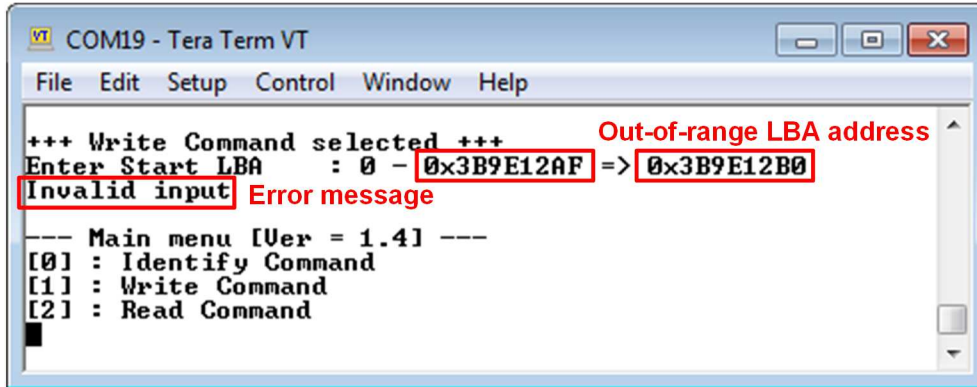 VT COM19 - Tera Term VT
File Edit Setup Control Window Help
+++ Write Command selected +++
Out-of-range LBA address
Enter Start LBA : 0 - 0x3B9E12AF => 0x3B9E12B0
Invalid input Error message
--- Main menu [Ver = 1.4] ---
[0] : Identify Command
[1] : Write Command
[2] : Read Command